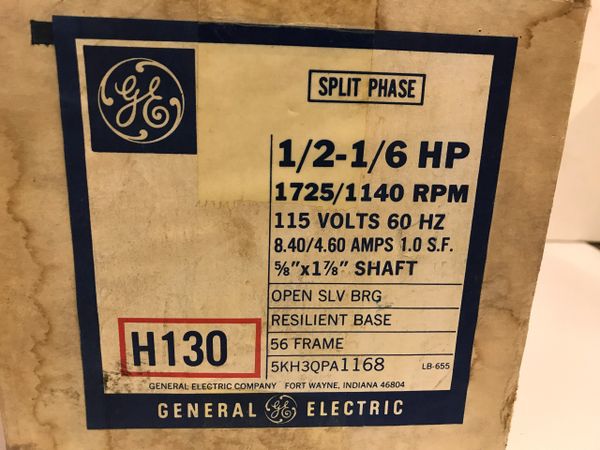 GE
SPLIT PHASE
1/2-1/6 HP
1725/1140 RPM
115 VOLTS 60 HZ
8.40/4.60 AMPS 1.0 S.F.
⅝"x1⅞" SHAFT
OPEN SLV BRG
RESILIENT BASE
56 FRAME
H130
5KH3QPA1168
LB-655
GENERAL ELECTRIC COMPANY FORT WAYNE, INDIANA 46804
GENERAL GE ELECTRIC